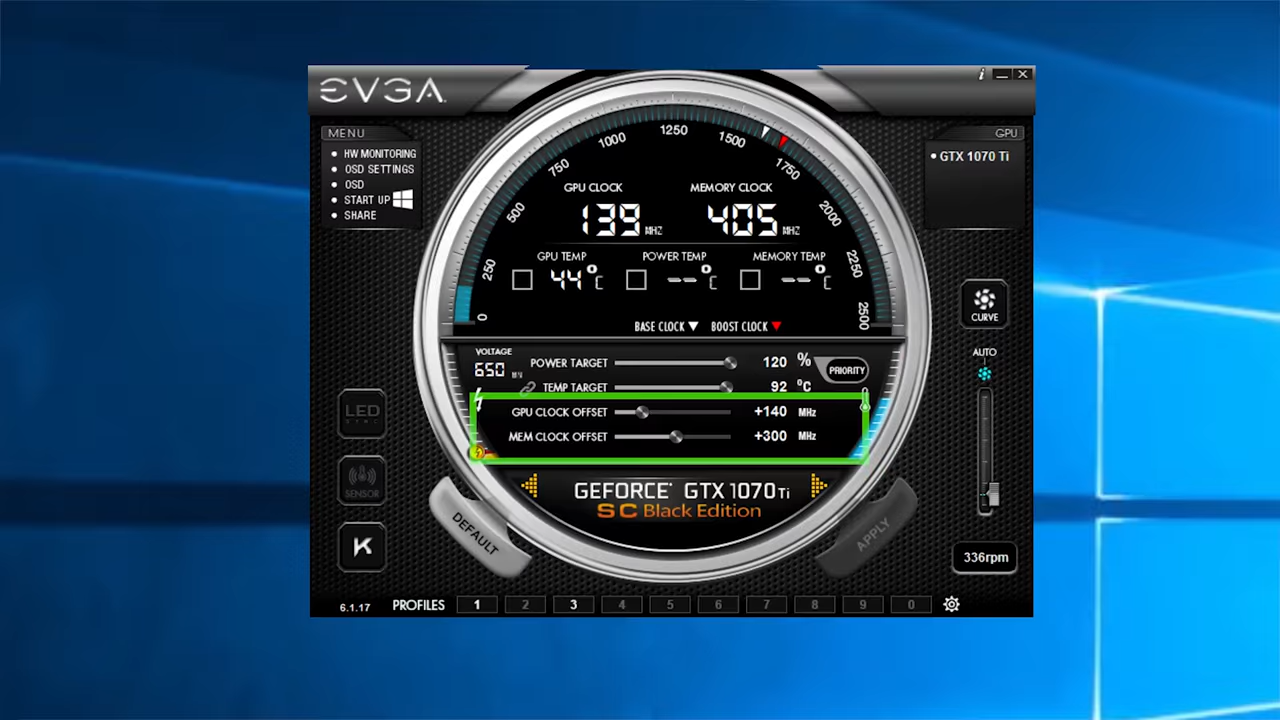 EVGA
i
MENU
HW MONITORING
OSD SETTINGS
OSD
START UP
SHARE
GPU
GTX 1070 Ti
0
250
500
750
1000
1250
1500
1750
2000
2250
2500
GPU CLOCK
139 MHZ
MEMORY CLOCK
405 MHZ
GPU TEMP
44°C
POWER TEMP
--°C
MEMORY TEMP
--°C
BASE CLOCK
BOOST CLOCK
CURVE
AUTO
VOLTAGE
650 MV
POWER TARGET 120 %
PRIORITY
TEMP TARGET 92 °C
GPU CLOCK OFFSET +140 MHz
MEM CLOCK OFFSET +300 MHz
LED
SYNC
SENSOR
K
GEFORCE® GTX 1070 Ti
SC Black Edition
DEFAULT
APPLY
336rpm
6.1.17
PROFILES 1 2 3 4 5 6 7 8 9 0